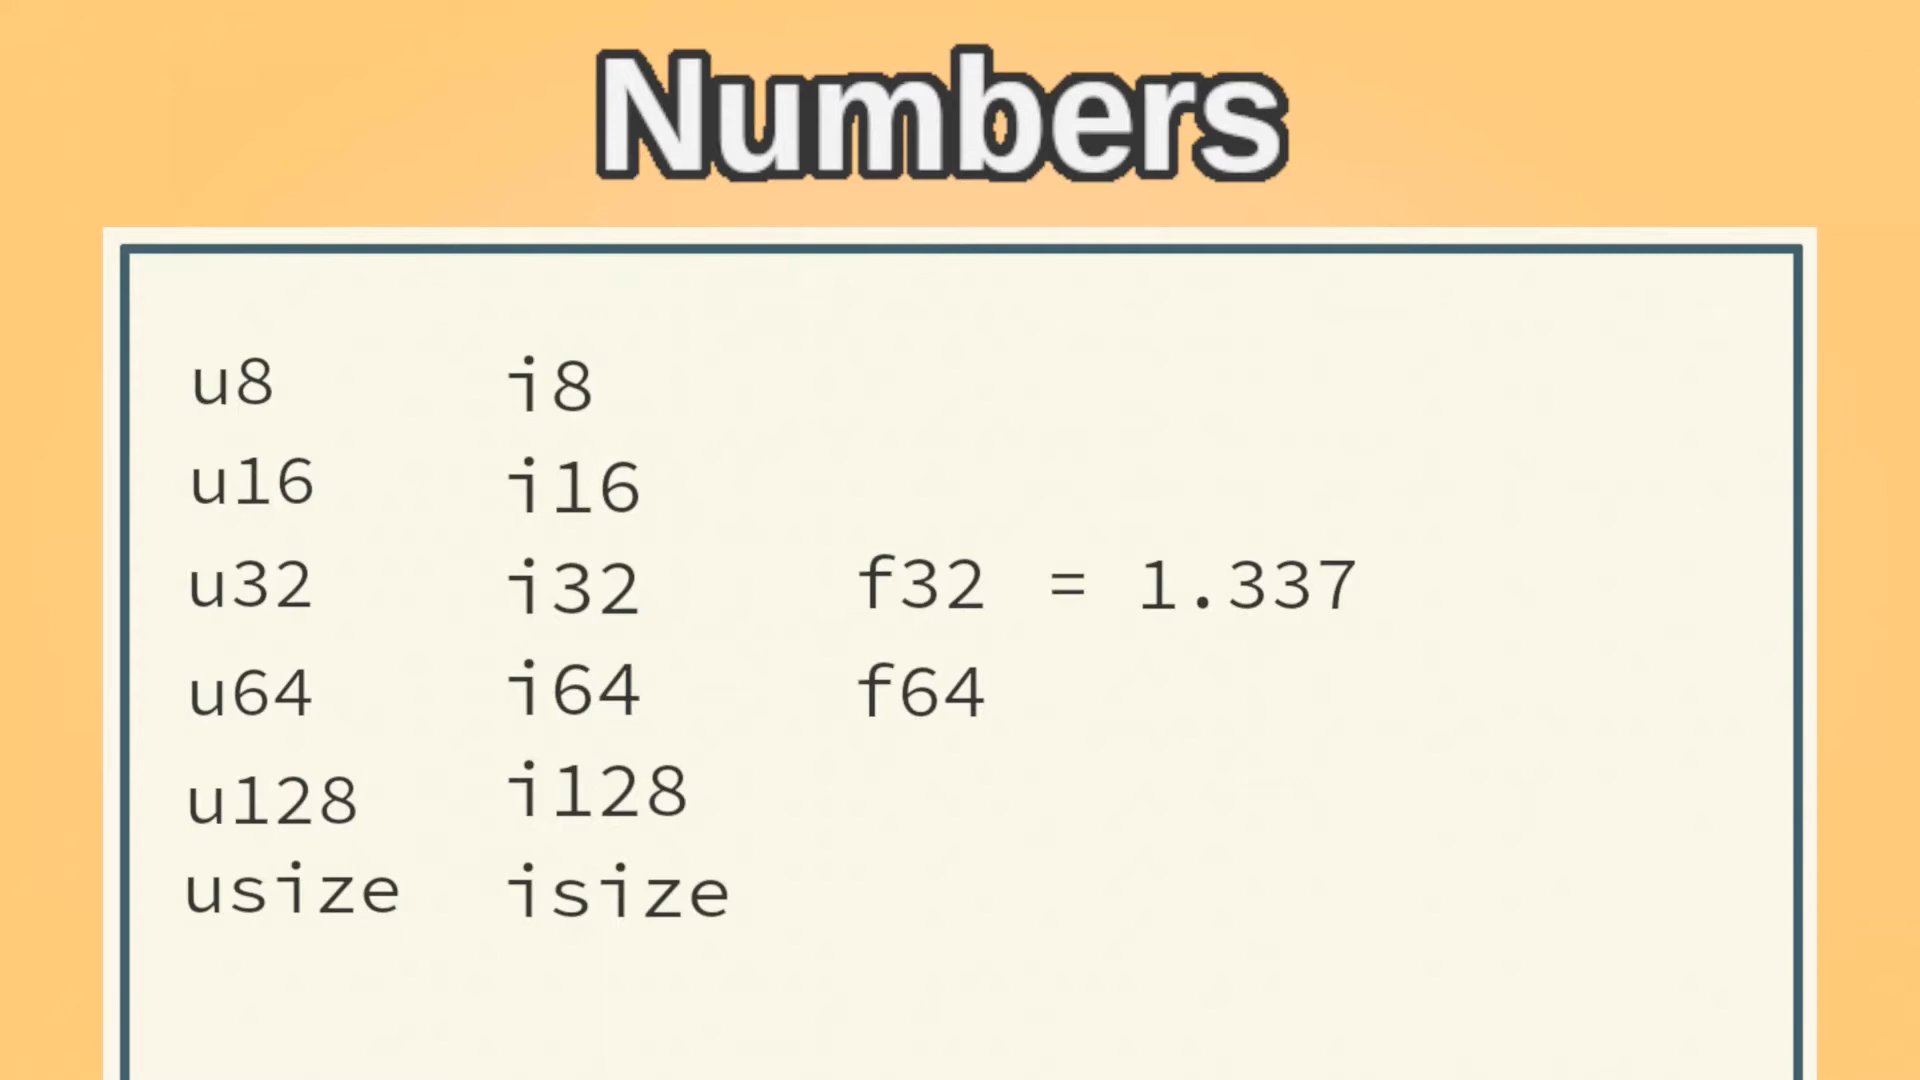 Numbers
u8 i8
u16 i16
u32 i32 f32 = 1.337
u64 i64 f64
u128 i128
usize isize